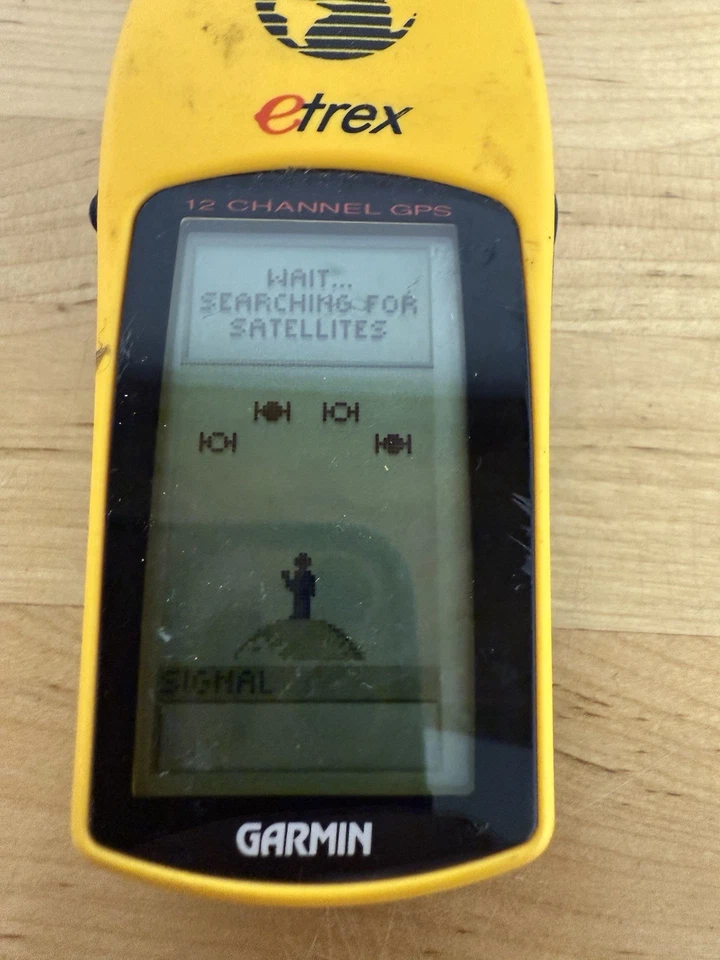 etrex
12 CHANNEL GPS
WAIT...
SEARCHING FOR
SATELLITES
SIGNAL
GARMIN